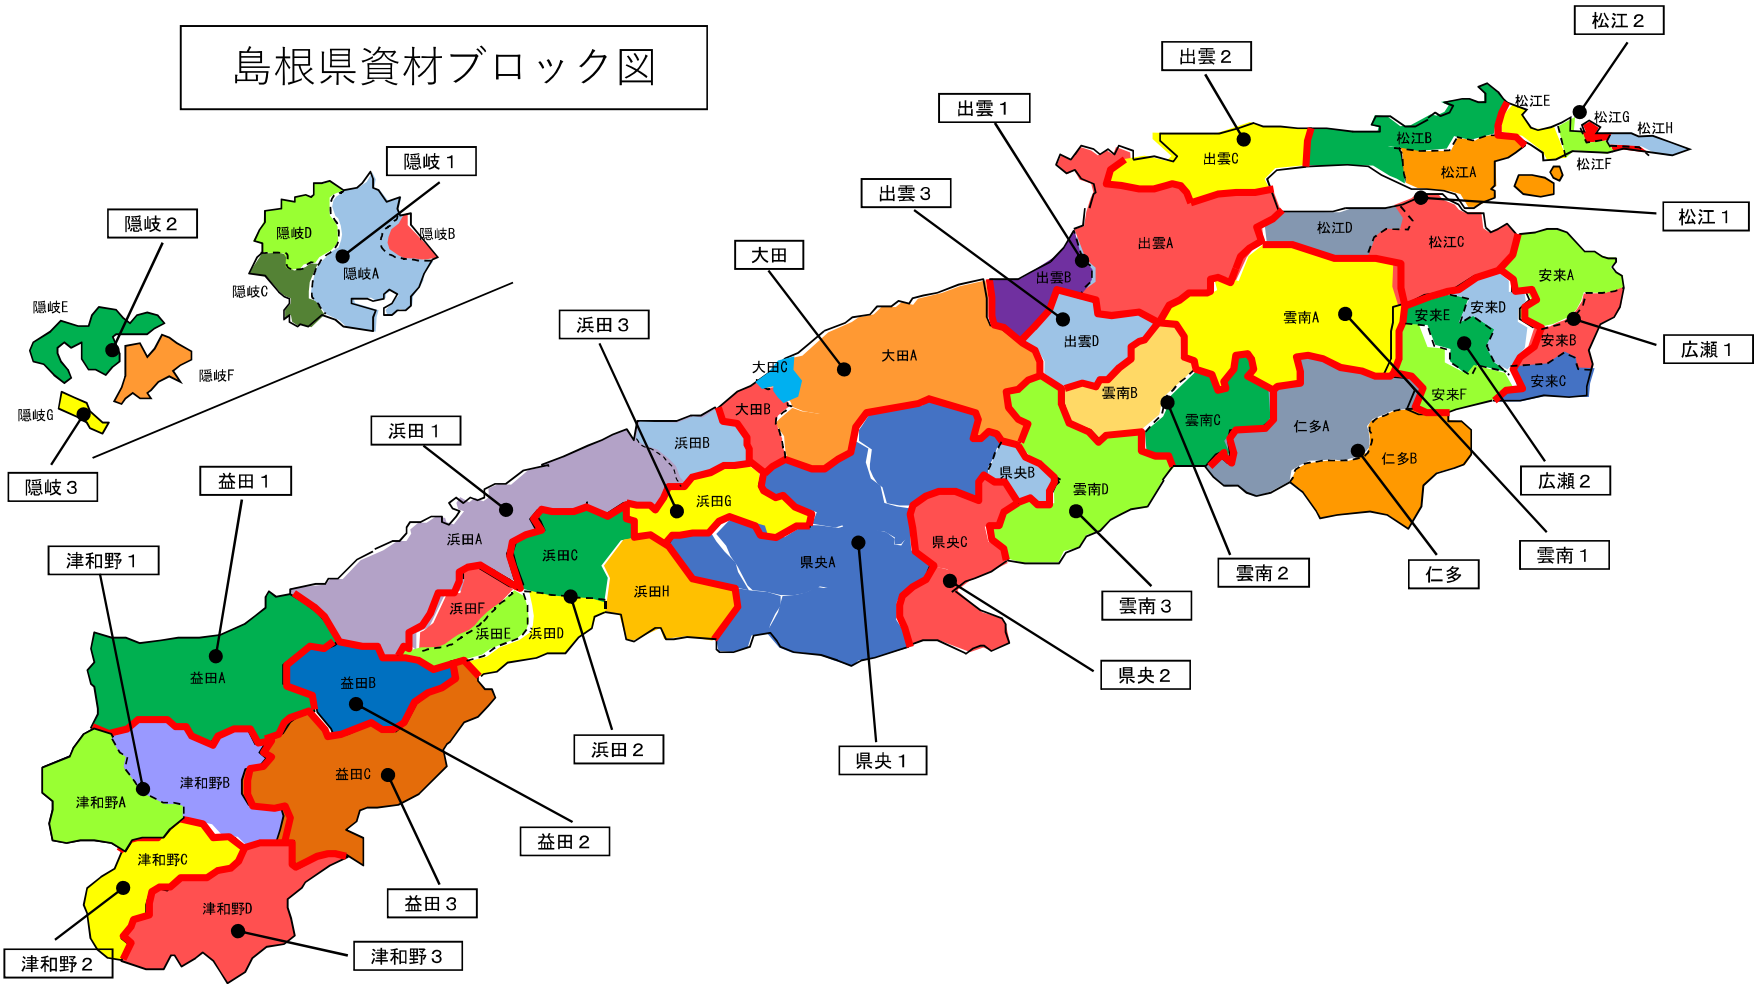 島根県資材ブロック図
松江２
出雲２
出雲１
松江E
松江G
松江H
松江B
松江F
隠岐１
出雲C
松江A
出雲３
隠岐２
松江１
隠岐D
隠岐B
松江D
大田
出雲A
松江C
隠岐A
出雲B
安来A
隠岐C
隠岐E
浜田３
雲南A
安来E
安来D
出雲D
安来B
広瀬１
大田A
大田C
隠岐F
安来C
雲南B
安来F
大田B
隠岐G
雲南C
仁多A
浜田１
浜田B
仁多B
県央B
隠岐３
益田１
雲南D
広瀬２
浜田G
浜田A
県央C
津和野１
浜田C
県央A
雲南１
雲南２
仁多
浜田H
雲南３
浜田F
浜田E
浜田D
益田A
益田B
県央２
浜田２
県央１
益田C
津和野B
津和野A
益田２
津和野C
益田３
津和野D
津和野２
津和野３